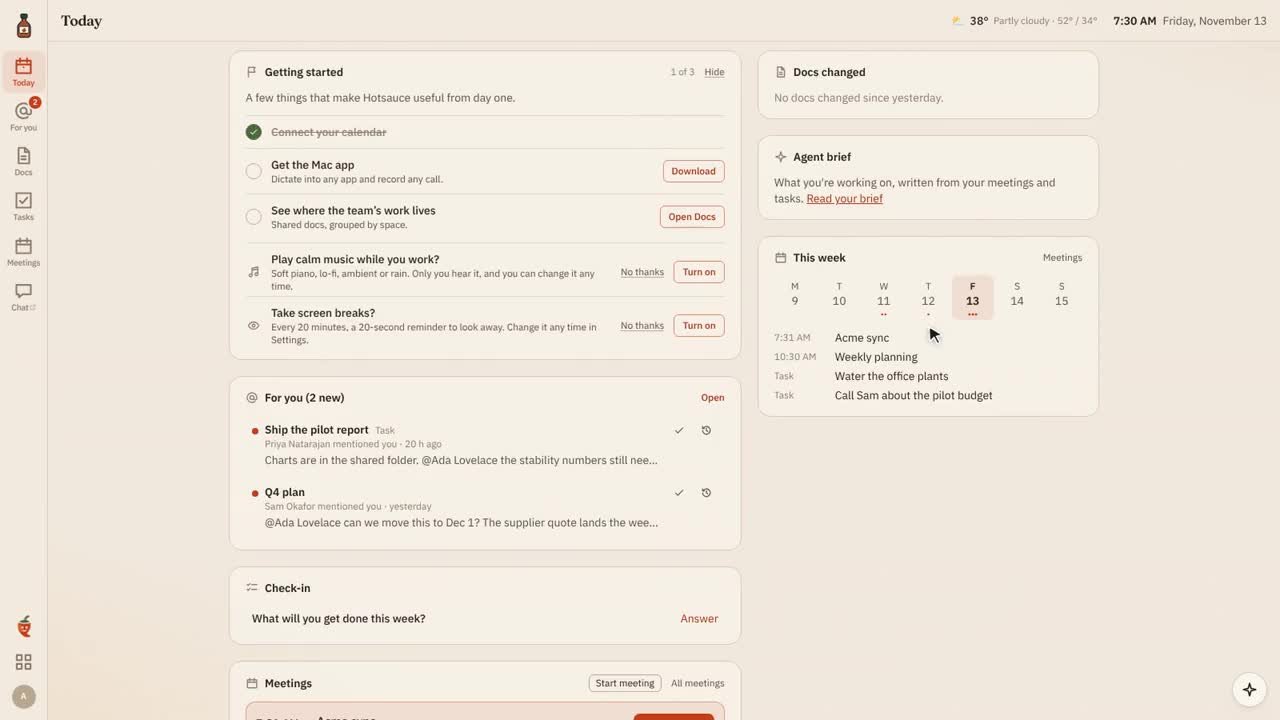 Today
38° Partly cloudy · 52° / 34° 7:30 AM Friday, November 13
Today
2
For you
Docs
Tasks
Meetings
Chat
A
Getting started
1 of 3 Hide
A few things that make Hotsauce useful from day one.
Connect your calendar
Get the Mac app
Dictate into any app and record any call.
Download
See where the team's work lives
Shared docs, grouped by space.
Open Docs
Play calm music while you work?
Soft piano, lo-fi, ambient or rain. Only you hear it, and you can change it any
time.
No thanks Turn on
Take screen breaks?
Every 20 minutes, a 20-second reminder to look away. Change it any time in
Settings.
No thanks Turn on
For you (2 new)
Open
Ship the pilot report Task
Priya Natarajan mentioned you · 20 h ago
Charts are in the shared folder. @Ada Lovelace the stability numbers still nee...
Q4 plan
Sam Okafor mentioned you · yesterday
@Ada Lovelace can we move this to Dec 1? The supplier quote lands the wee...
Check-in
What will you get done this week?
Answer
Meetings
Start meeting All meetings
Docs changed
No docs changed since yesterday.
Agent brief
What you're working on, written from your meetings and
tasks. Read your brief
This week
Meetings
M T W T F S S
9 10 11 12 13 14 15
7:31 AM Acme sync
10:30 AM Weekly planning
Task Water the office plants
Task Call Sam about the pilot budget